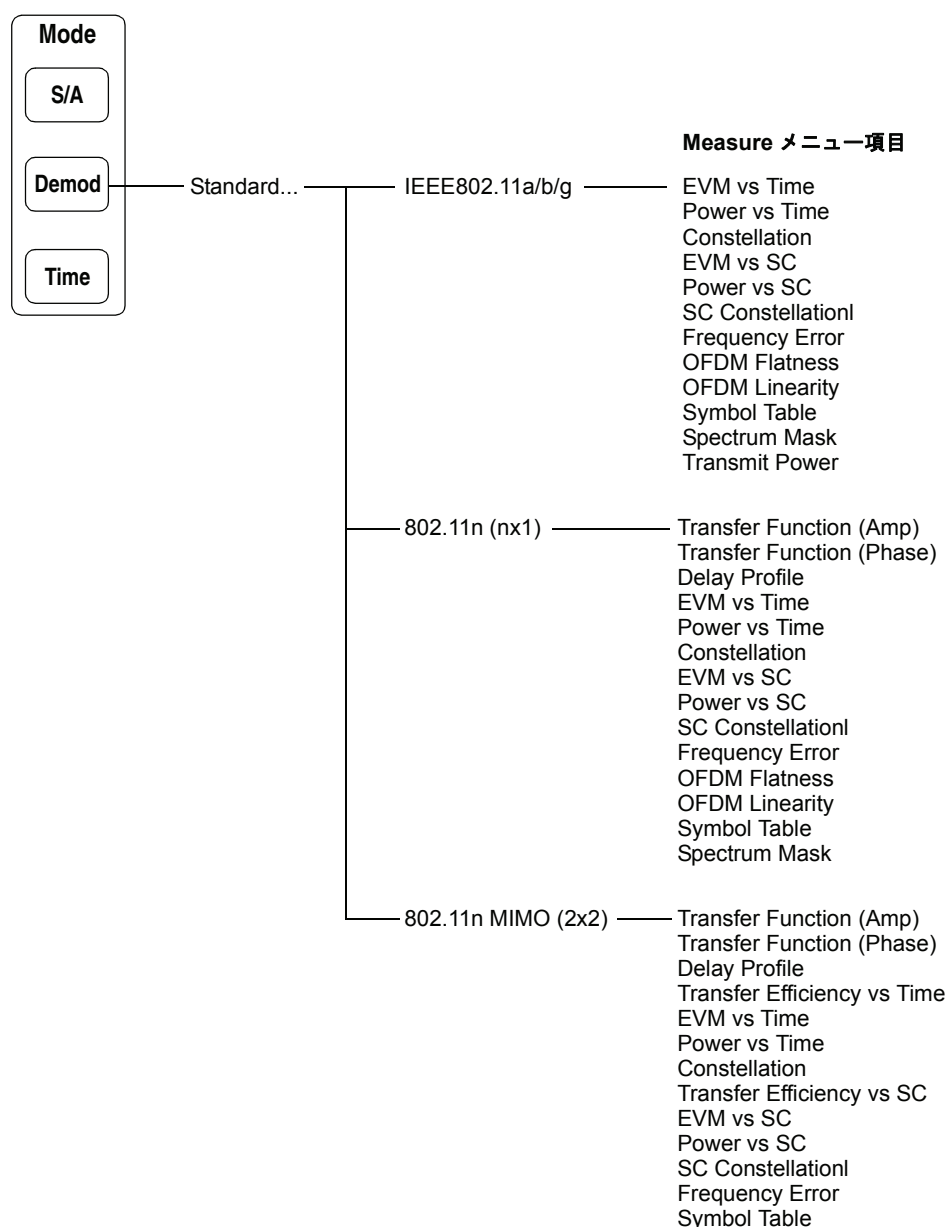 Mode
S/A
Demod
Time
Standard...
Measure メニュー項目
IEEE802.11a/b/g
EVM vs Time
Power vs Time
Constellation
EVM vs SC
Power vs SC
SC Constellationl
Frequency Error
OFDM Flatness
OFDM Linearity
Symbol Table
Spectrum Mask
Transmit Power
802.11n (nx1)
Transfer Function (Amp)
Transfer Function (Phase)
Delay Profile
EVM vs Time
Power vs Time
Constellation
EVM vs SC
Power vs SC
SC Constellationl
Frequency Error
OFDM Flatness
OFDM Linearity
Symbol Table
Spectrum Mask
802.11n MIMO (2x2)
Transfer Function (Amp)
Transfer Function (Phase)
Delay Profile
Transfer Efficiency vs Time
EVM vs Time
Power vs Time
Constellation
Transfer Efficiency vs SC
EVM vs SC
Power vs SC
SC Constellationl
Frequency Error
Symbol Table